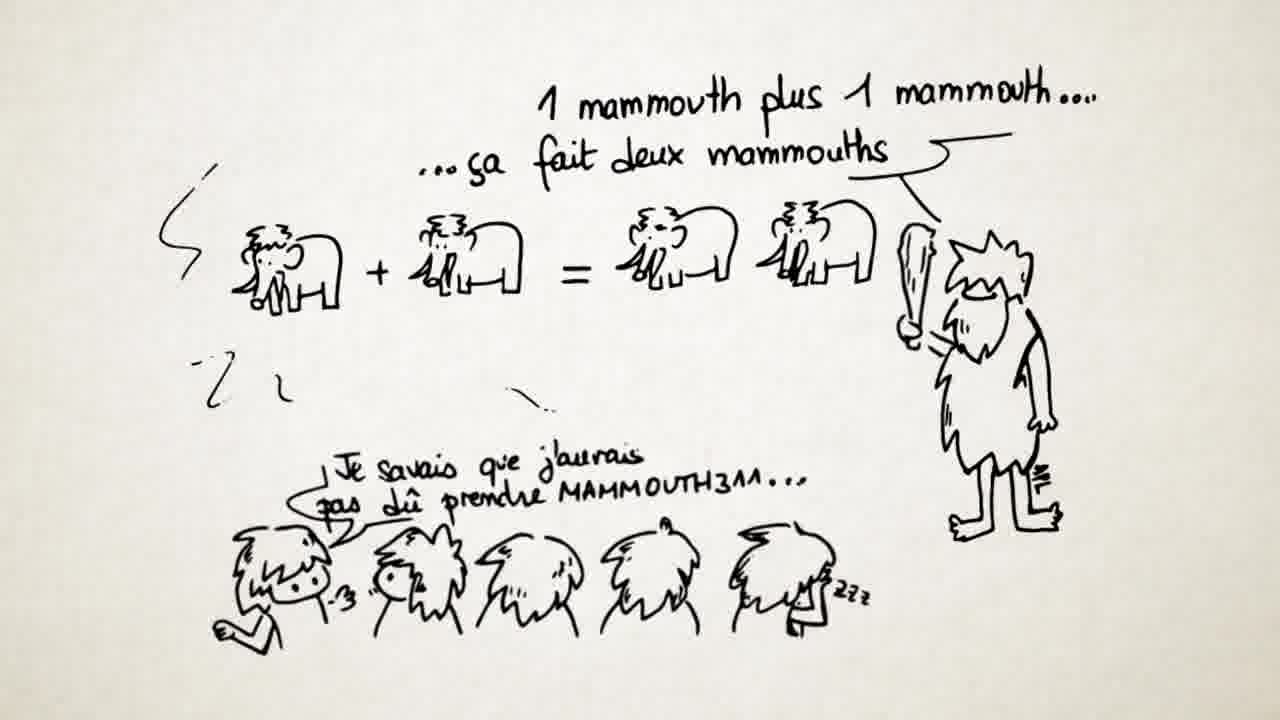 1 mammouth plus 1 mammouth....
...ça fait deux mammouths
+ =
Je savais que j'aurais
pas dû prendre MAMMOUTH311...
zzz